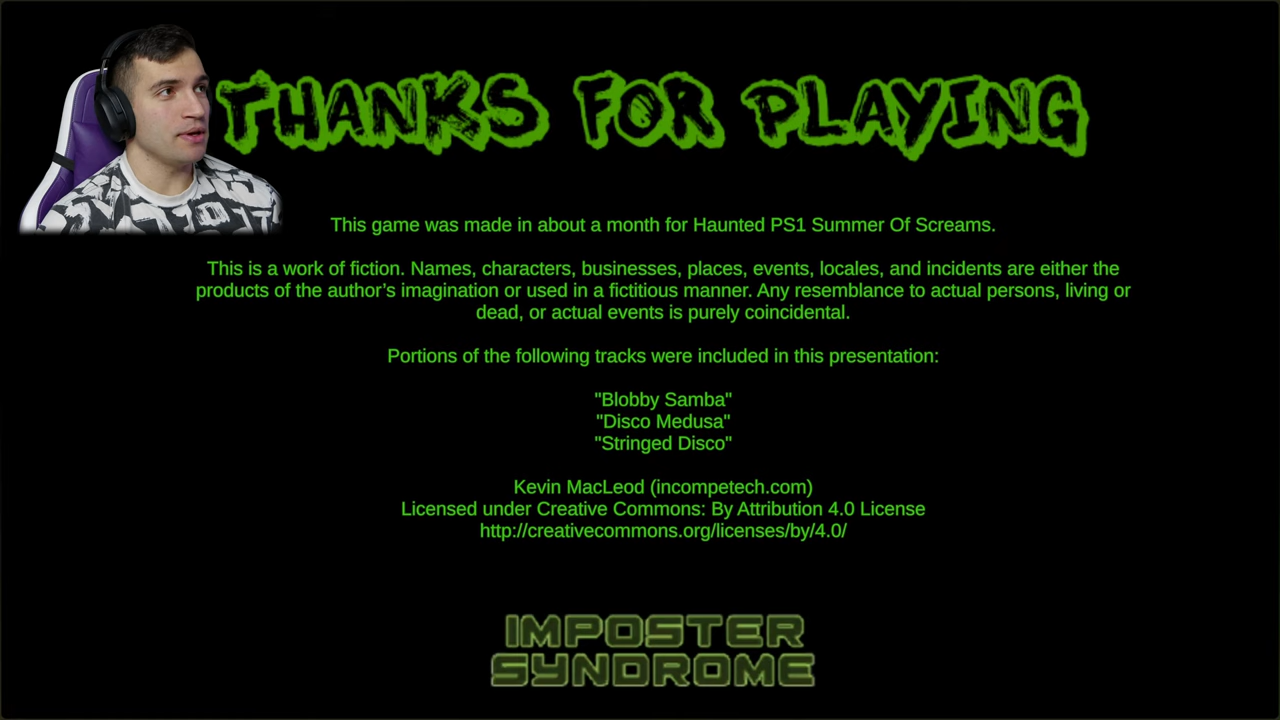 THANKS FOR PLAYING
This game was made in about a month for Haunted PS1 Summer Of Screams.
This is a work of fiction. Names, characters, businesses, places, events, locales, and incidents are either the
products of the author's imagination or used in a fictitious manner. Any resemblance to actual persons, living or
dead, or actual events is purely coincidental.
Portions of the following tracks were included in this presentation:
"Blobby Samba"
"Disco Medusa"
"Stringed Disco"
Kevin MacLeod (incompetech.com)
Licensed under Creative Commons: By Attribution 4.0 License
http://creativecommons.org/licenses/by/4.0/
IMPOSTER
SYNDROME